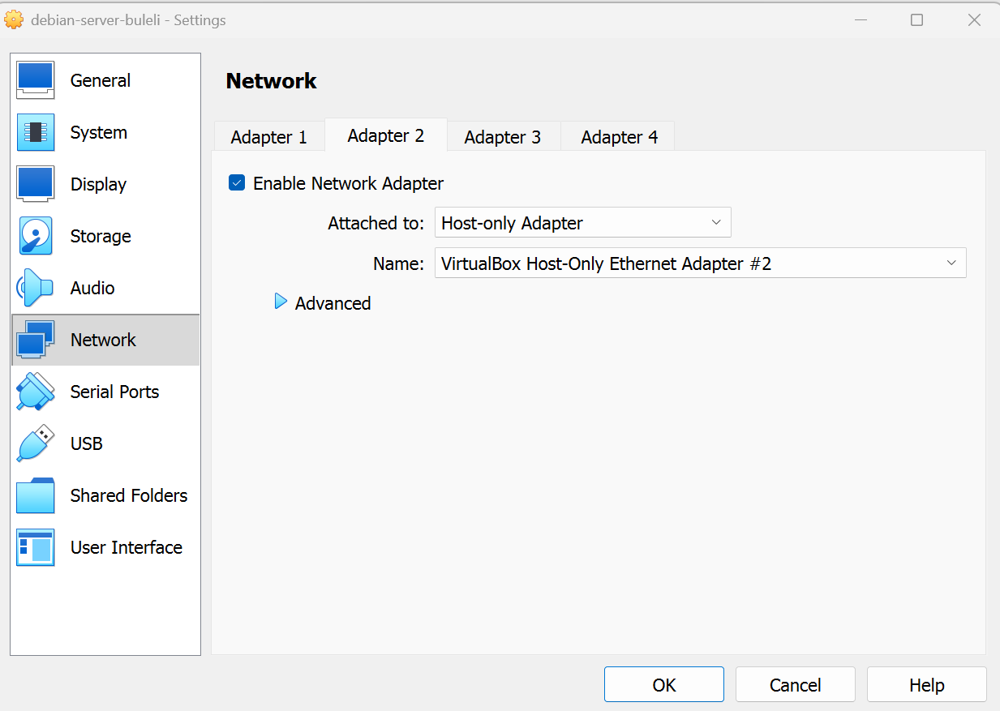 debian-server-buleli - Settings
General
System
Display
Storage
Audio
Network
Serial Ports
USB
Shared Folders
User Interface
Network
Adapter 1 Adapter 2 Adapter 3 Adapter 4
Enable Network Adapter
Attached to: Host-only Adapter
Name: VirtualBox Host-Only Ethernet Adapter #2
Advanced
OK Cancel Help